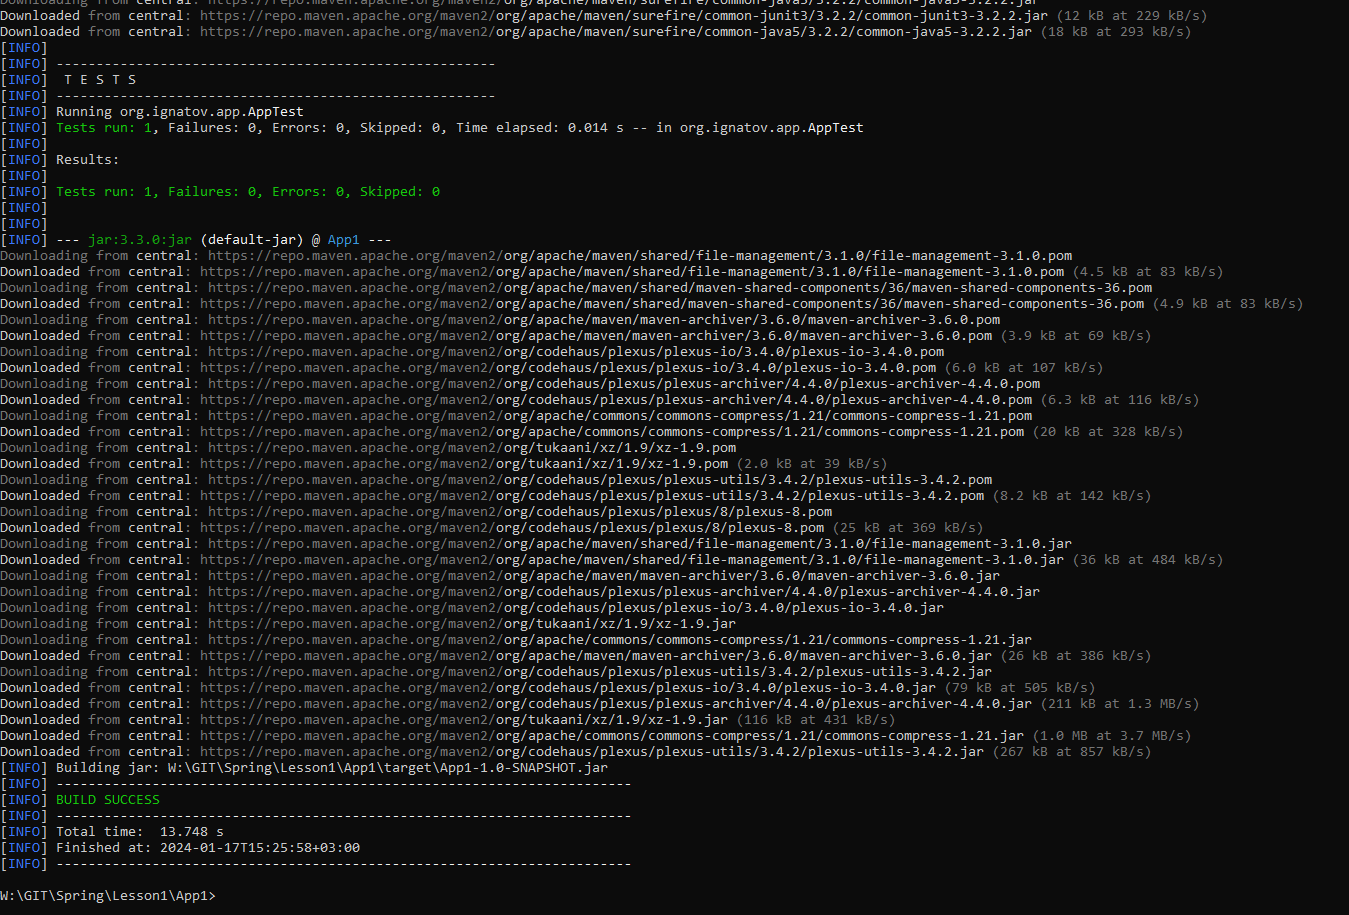 Downloading from central: https://repo.maven.apache.org/maven2/org/apache/maven/surefire/common-java5/3.2.2/common-java5-3.2.2.jar
Downloaded from central: https://repo.maven.apache.org/maven2/org/apache/maven/surefire/common-junit3/3.2.2/common-junit3-3.2.2.jar (12 kB at 229 kB/s)
Downloaded from central: https://repo.maven.apache.org/maven2/org/apache/maven/surefire/common-java5/3.2.2/common-java5-3.2.2.jar (18 kB at 293 kB/s)
[INFO]
[INFO] -------------------------------------------------------
[INFO]  T E S T S
[INFO] -------------------------------------------------------
[INFO] Running org.ignatov.app.AppTest
[INFO] Tests run: 1, Failures: 0, Errors: 0, Skipped: 0, Time elapsed: 0.014 s -- in org.ignatov.app.AppTest
[INFO]
[INFO] Results:
[INFO]
[INFO] Tests run: 1, Failures: 0, Errors: 0, Skipped: 0
[INFO]
[INFO]
[INFO] --- jar:3.3.0:jar (default-jar) @ App1 ---
Downloading from central: https://repo.maven.apache.org/maven2/org/apache/maven/shared/file-management/3.1.0/file-management-3.1.0.pom
Downloaded from central: https://repo.maven.apache.org/maven2/org/apache/maven/shared/file-management/3.1.0/file-management-3.1.0.pom (4.5 kB at 83 kB/s)
Downloading from central: https://repo.maven.apache.org/maven2/org/apache/maven/shared/maven-shared-components/36/maven-shared-components-36.pom
Downloaded from central: https://repo.maven.apache.org/maven2/org/apache/maven/shared/maven-shared-components/36/maven-shared-components-36.pom (4.9 kB at 83 kB/s)
Downloading from central: https://repo.maven.apache.org/maven2/org/apache/maven/maven-archiver/3.6.0/maven-archiver-3.6.0.pom
Downloaded from central: https://repo.maven.apache.org/maven2/org/apache/maven/maven-archiver/3.6.0/maven-archiver-3.6.0.pom (3.9 kB at 69 kB/s)
Downloading from central: https://repo.maven.apache.org/maven2/org/codehaus/plexus/plexus-io/3.4.0/plexus-io-3.4.0.pom
Downloaded from central: https://repo.maven.apache.org/maven2/org/codehaus/plexus/plexus-io/3.4.0/plexus-io-3.4.0.pom (6.0 kB at 107 kB/s)
Downloading from central: https://repo.maven.apache.org/maven2/org/codehaus/plexus/plexus-archiver/4.4.0/plexus-archiver-4.4.0.pom
Downloaded from central: https://repo.maven.apache.org/maven2/org/codehaus/plexus/plexus-archiver/4.4.0/plexus-archiver-4.4.0.pom (6.3 kB at 116 kB/s)
Downloading from central: https://repo.maven.apache.org/maven2/org/apache/commons/commons-compress/1.21/commons-compress-1.21.pom
Downloaded from central: https://repo.maven.apache.org/maven2/org/apache/commons/commons-compress/1.21/commons-compress-1.21.pom (20 kB at 328 kB/s)
Downloading from central: https://repo.maven.apache.org/maven2/org/tukaani/xz/1.9/xz-1.9.pom
Downloaded from central: https://repo.maven.apache.org/maven2/org/tukaani/xz/1.9/xz-1.9.pom (2.0 kB at 39 kB/s)
Downloading from central: https://repo.maven.apache.org/maven2/org/codehaus/plexus/plexus-utils/3.4.2/plexus-utils-3.4.2.pom
Downloaded from central: https://repo.maven.apache.org/maven2/org/codehaus/plexus/plexus-utils/3.4.2/plexus-utils-3.4.2.pom (8.2 kB at 142 kB/s)
Downloading from central: https://repo.maven.apache.org/maven2/org/codehaus/plexus/plexus/8/plexus-8.pom
Downloaded from central: https://repo.maven.apache.org/maven2/org/codehaus/plexus/plexus/8/plexus-8.pom (25 kB at 369 kB/s)
Downloading from central: https://repo.maven.apache.org/maven2/org/apache/maven/shared/file-management/3.1.0/file-management-3.1.0.jar
Downloaded from central: https://repo.maven.apache.org/maven2/org/apache/maven/shared/file-management/3.1.0/file-management-3.1.0.jar (36 kB at 484 kB/s)
Downloading from central: https://repo.maven.apache.org/maven2/org/apache/maven/maven-archiver/3.6.0/maven-archiver-3.6.0.jar
Downloading from central: https://repo.maven.apache.org/maven2/org/codehaus/plexus/plexus-archiver/4.4.0/plexus-archiver-4.4.0.jar
Downloading from central: https://repo.maven.apache.org/maven2/org/codehaus/plexus/plexus-io/3.4.0/plexus-io-3.4.0.jar
Downloading from central: https://repo.maven.apache.org/maven2/org/tukaani/xz/1.9/xz-1.9.jar
Downloading from central: https://repo.maven.apache.org/maven2/org/apache/commons/commons-compress/1.21/commons-compress-1.21.jar
Downloaded from central: https://repo.maven.apache.org/maven2/org/apache/maven/maven-archiver/3.6.0/maven-archiver-3.6.0.jar (26 kB at 386 kB/s)
Downloading from central: https://repo.maven.apache.org/maven2/org/codehaus/plexus/plexus-utils/3.4.2/plexus-utils-3.4.2.jar
Downloaded from central: https://repo.maven.apache.org/maven2/org/codehaus/plexus/plexus-io/3.4.0/plexus-io-3.4.0.jar (79 kB at 505 kB/s)
Downloaded from central: https://repo.maven.apache.org/maven2/org/codehaus/plexus/plexus-archiver/4.4.0/plexus-archiver-4.4.0.jar (211 kB at 1.3 MB/s)
Downloaded from central: https://repo.maven.apache.org/maven2/org/tukaani/xz/1.9/xz-1.9.jar (116 kB at 431 kB/s)
Downloaded from central: https://repo.maven.apache.org/maven2/org/apache/commons/commons-compress/1.21/commons-compress-1.21.jar (1.0 MB at 3.7 MB/s)
Downloaded from central: https://repo.maven.apache.org/maven2/org/codehaus/plexus/plexus-utils/3.4.2/plexus-utils-3.4.2.jar (267 kB at 857 kB/s)
[INFO] Building jar: W:\GIT\Spring\Lesson1\App1\target\App1-1.0-SNAPSHOT.jar
[INFO] ------------------------------------------------------------------------
[INFO] BUILD SUCCESS
[INFO] ------------------------------------------------------------------------
[INFO] Total time:  13.748 s
[INFO] Finished at: 2024-01-17T15:25:58+03:00
[INFO] ------------------------------------------------------------------------
W:\GIT\Spring\Lesson1\App1>